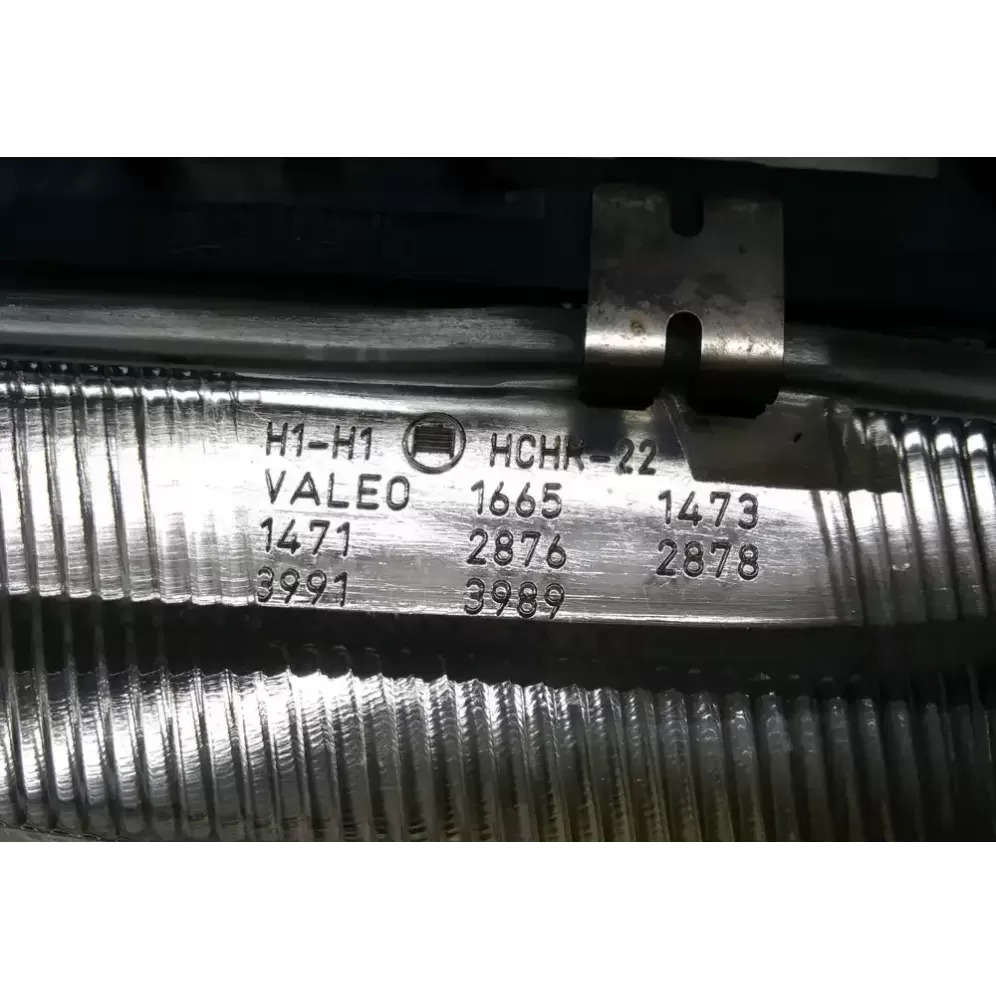 H1-H1 HCHR-22
VALEO 1665 1473
1471 2876 2878
3991 3989